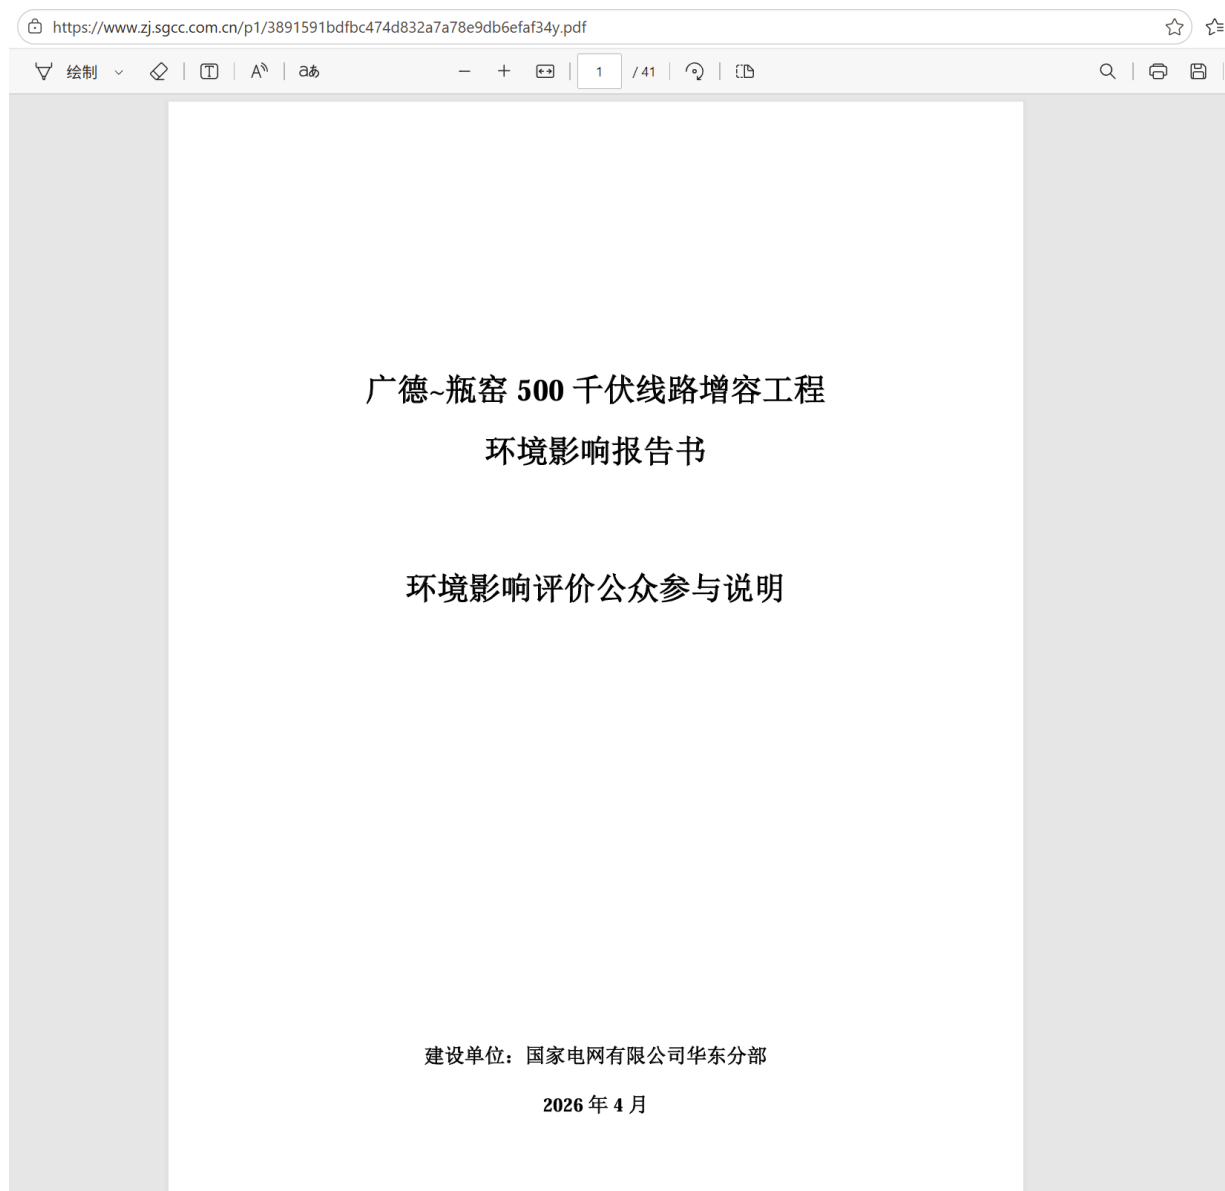 https://www.zj.sgcc.com.cn/p1/3891591bdfbc474d832a7a78e9db6efaf34y.pdf
绘制 T A aあ 1 / 41
广德~瓶窑 500 千伏线路增容工程
环境影响报告书
环境影响评价公众参与说明
建设单位：国家电网有限公司华东分部
2026 年 4 月